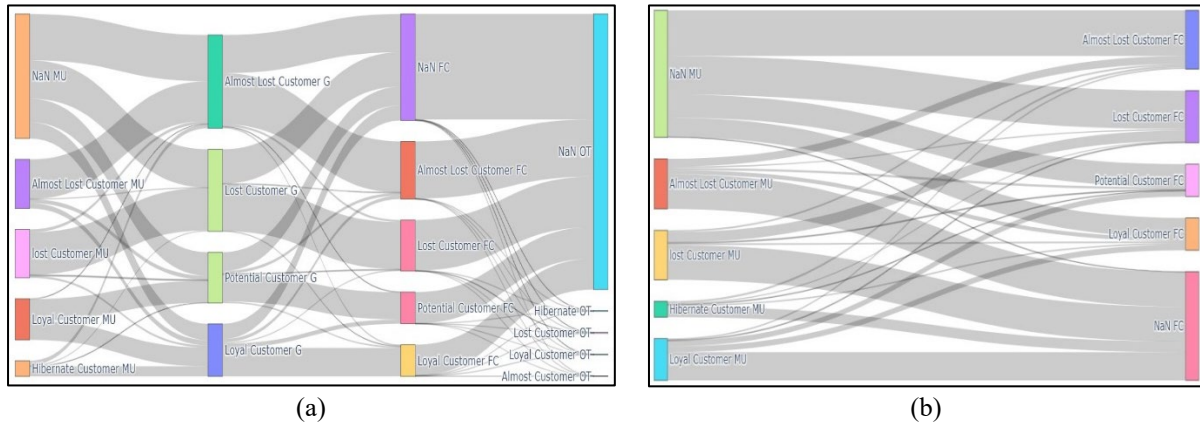 NaN MU
Almost Lost Customer MU
lost Customer MU
Loyal Customer MU
Hibernate Customer MU
Almost Lost Customer G
Lost Customer G
Potential Customer G
Loyal Customer G
NaN FC
Almost Lost Customer FC
Lost Customer FC
Potential Customer FC
Loyal Customer FC
NaN OT
Hibernate OT
Lost Customer OT
Loyal Customer OT
Almost Customer OT
(a)
NaN MU
Almost Lost Customer MU
lost Customer MU
Hibernate Customer MU
Loyal Customer MU
Almost Lost Customer FC
Lost Customer FC
Potential Customer FC
Loyal Customer FC
NaN FC
(b)